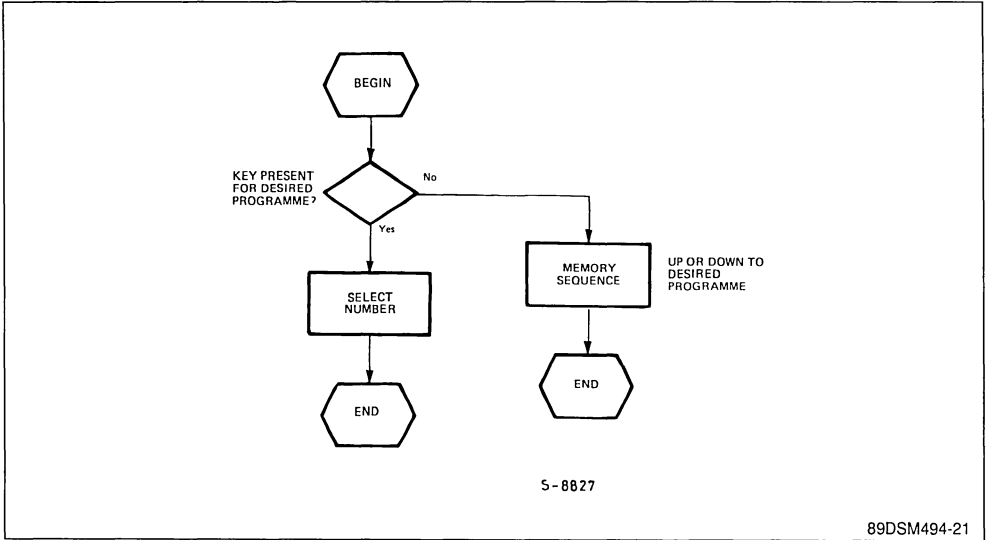 BEGIN
KEY PRESENT
FOR DESIRED
PROGRAMME?
No
Yes
SELECT
NUMBER
MEMORY
SEQUENCE
UP OR DOWN TO
DESIRED
PROGRAMME
END
END
S-8827
89DSM494-21